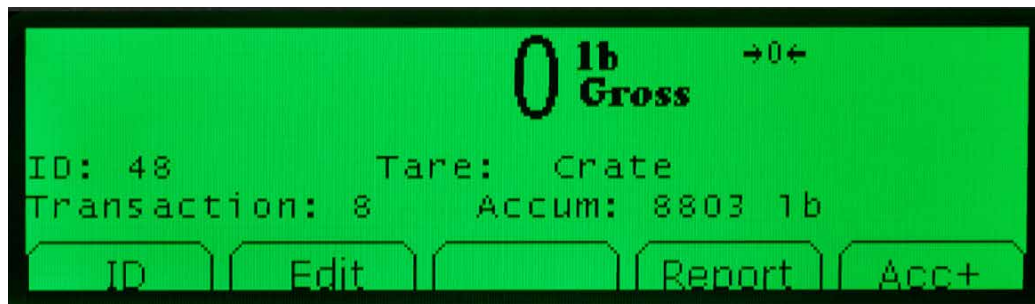 0 lb
Gross
→0←
ID: 48 Tare: Crate
Transaction: 8 Accum: 8803 lb
ID Edit Report Acc+